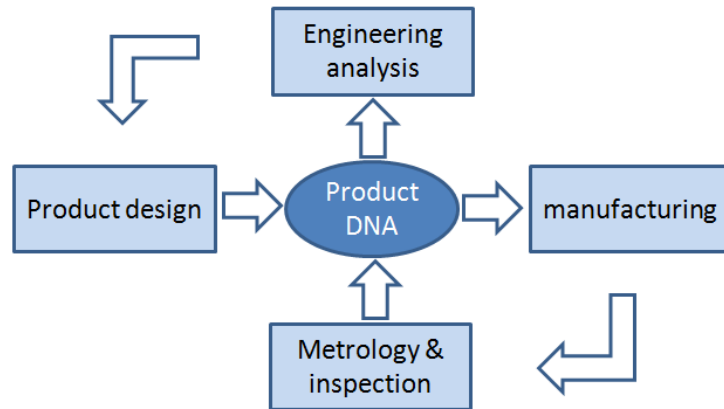 Engineering
analysis
Product design
Product
DNA
manufacturing
Metrology &
inspection